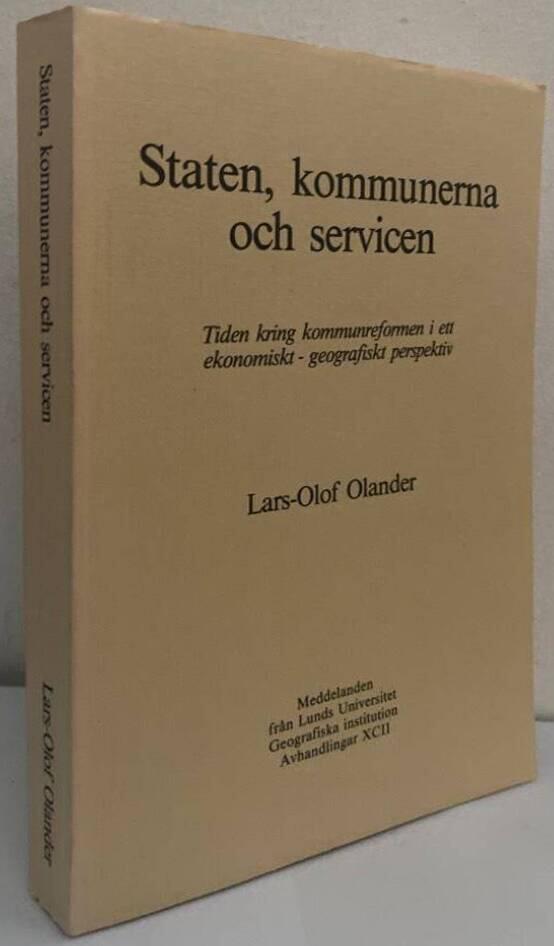 Staten, kommunerna och servicen
Lars-Olof Olander
Staten, kommunerna
och servicen
Tiden kring kommunreformen i ett
ekonomiskt - geografiskt perspektiv
Lars-Olof Olander
Meddelanden
från Lunds Universitet
Geografiska institution
Avhandlingar XCII